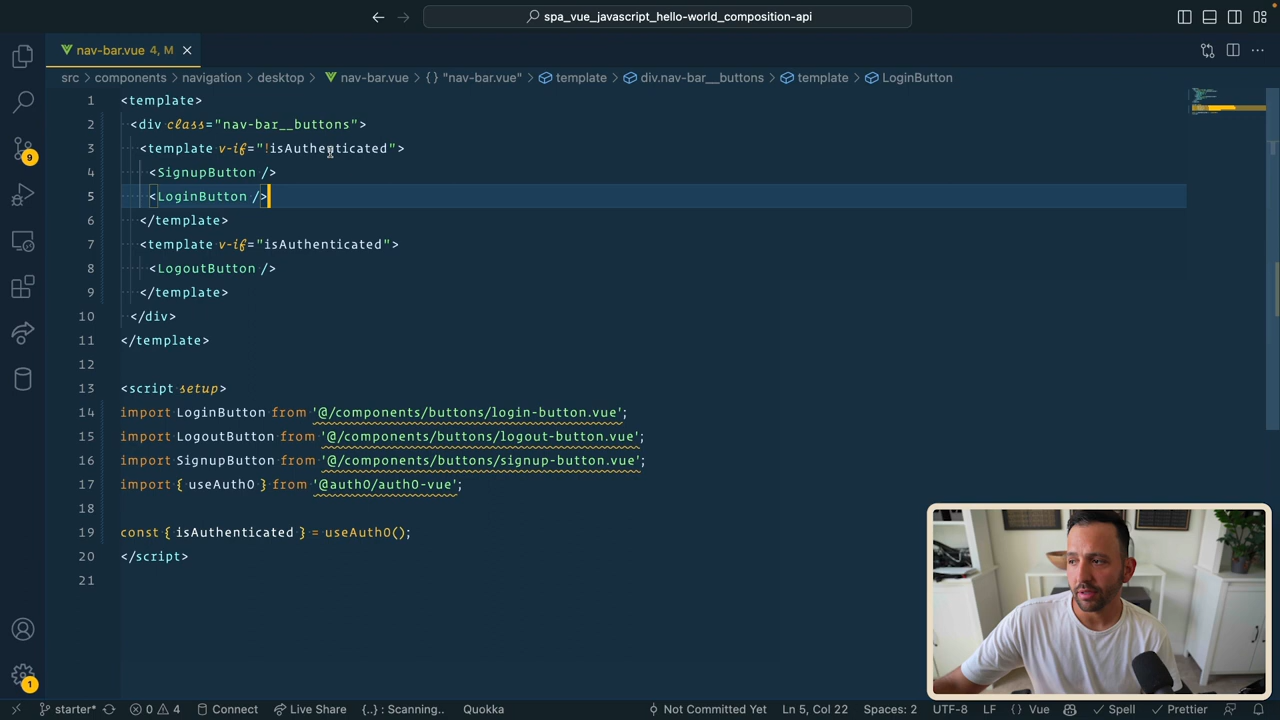 spa_vue_javascript_hello-world_composition-api
nav-bar.vue 4, M
src > components > navigation > desktop > nav-bar.vue > {} "nav-bar.vue" > template > div.nav-bar__buttons > template > LoginButton
1 <template>
2 <div class="nav-bar__buttons">
3 <template v-if="!isAuthenticated">
4 <SignupButton />
5 <LoginButton />
6 </template>
7 <template v-if="isAuthenticated">
8 <LogoutButton />
9 </template>
10 </div>
11 </template>
12
13 <script setup>
14 import LoginButton from '@/components/buttons/login-button.vue';
15 import LogoutButton from '@/components/buttons/logout-button.vue';
16 import SignupButton from '@/components/buttons/signup-button.vue';
17 import { useAuth0 } from '@auth0/auth0-vue';
18
19 const { isAuthenticated } = useAuth0();
20 </script>
21
9
1
starter* 0 4 Connect Live Share {..} : Scanning.. Quokka Not Committed Yet Ln 5, Col 22 Spaces: 2 UTF-8 LF {} Vue Spell Prettier